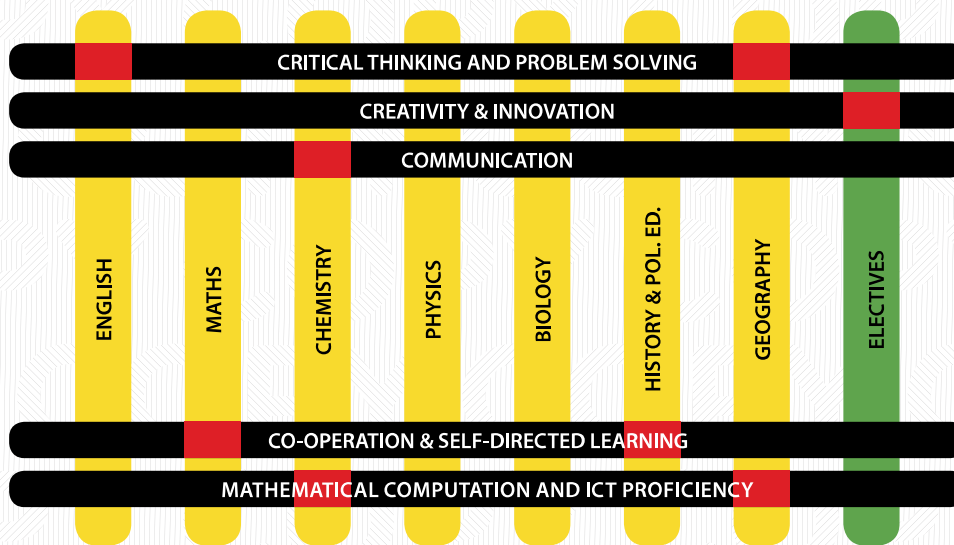 CRITICAL THINKING AND PROBLEM SOLVING
CREATIVITY & INNOVATION
COMMUNICATION
ENGLISH
MATHS
CHEMISTRY
PHYSICS
BIOLOGY
HISTORY & POL. ED.
GEOGRAPHY
ELECTIVES
CO-OPERATION & SELF-DIRECTED LEARNING
MATHEMATICAL COMPUTATION AND ICT PROFICIENCY